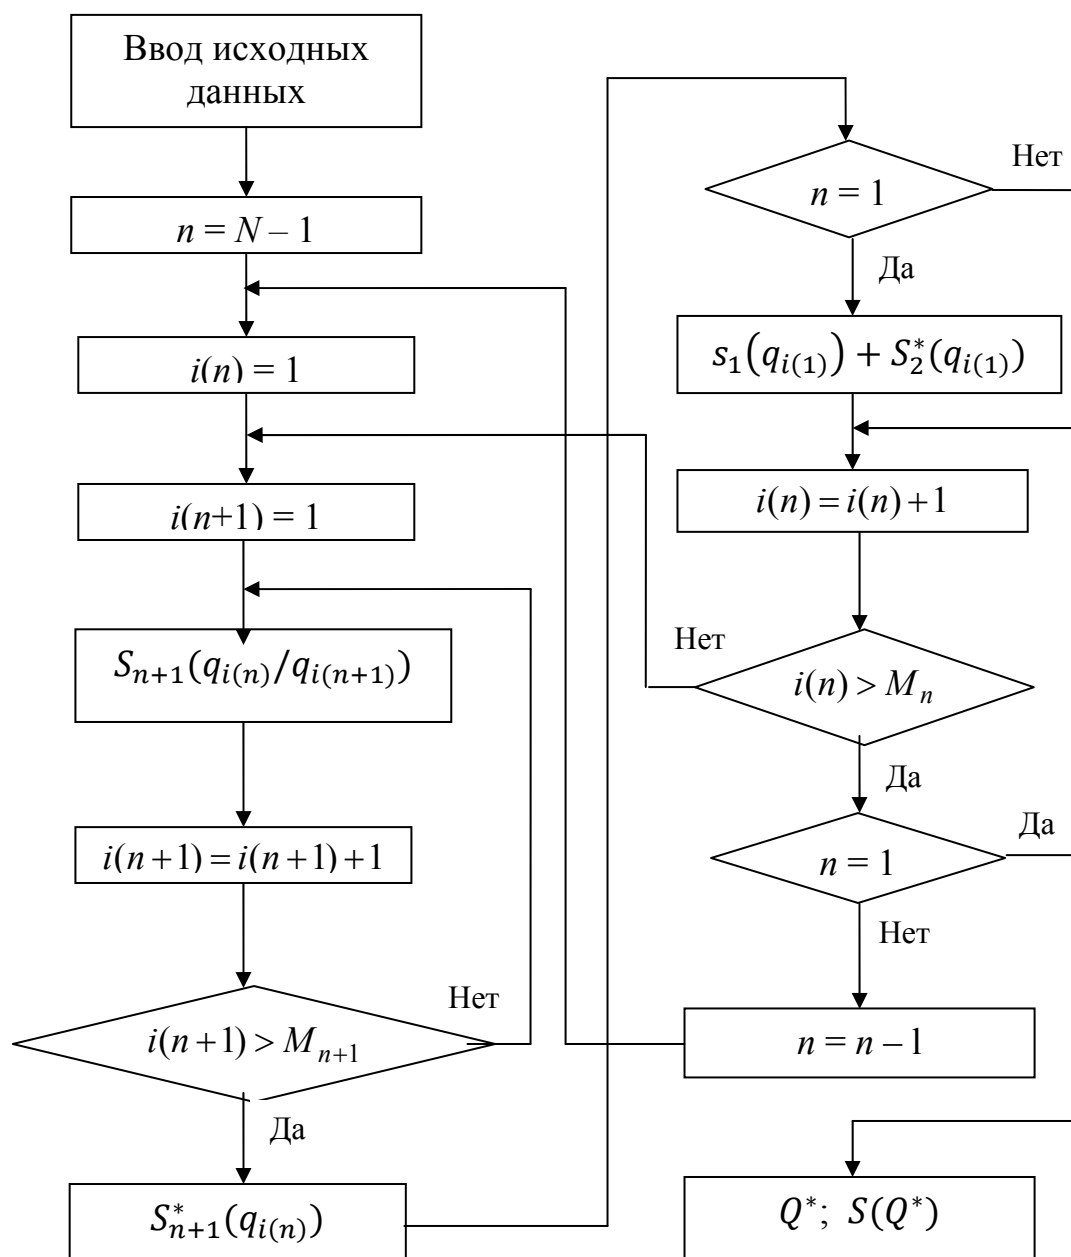 Ввод исходных
данных
n = N – 1
i(n) = 1
i(n+1) = 1
S_{n+1}(q_{i(n)}/q_{i(n+1)})
i(n+1) = i(n+1) + 1
i(n+1) > M_{n+1}
Нет
Да
S^*_{n+1}(q_{i(n)})
n = 1
Нет
Да
s_1(q_{i(1)}) + S^*_2(q_{i(1)})
i(n) = i(n) + 1
Нет
i(n) > M_n
Да
n = 1
Да
Нет
n = n – 1
Q^*; S(Q^*)